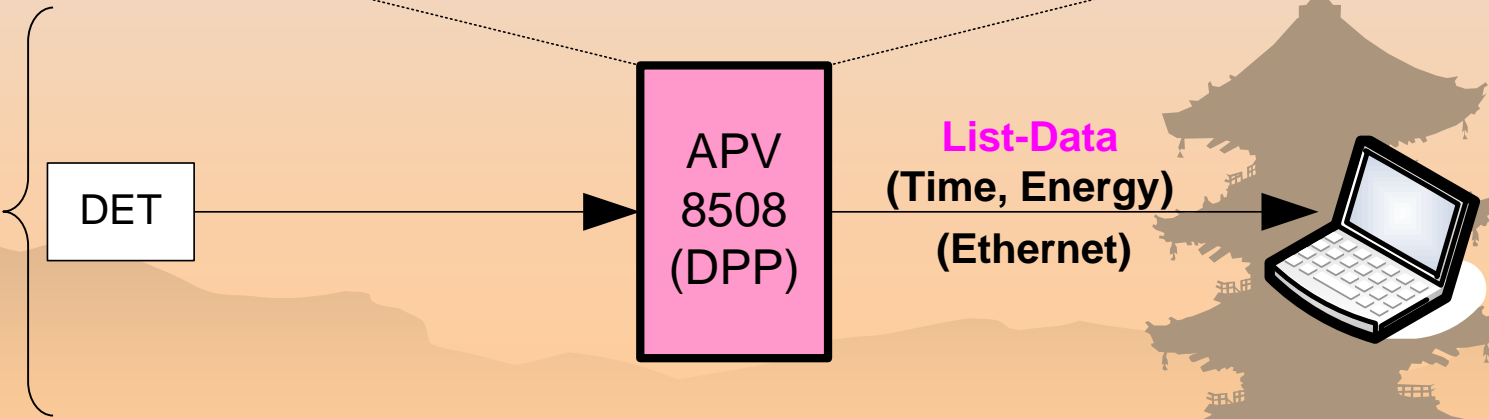 DET
APV
8508
(DPP)
List-Data
(Time, Energy)
(Ethernet)